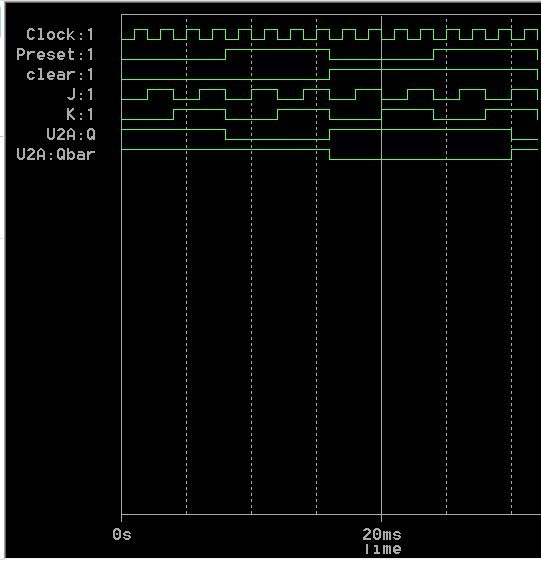 Clock:1
Preset:1
clear:1
J:1
K:1
U2A:Q
U2A:Qbar
0s 20ms
Time